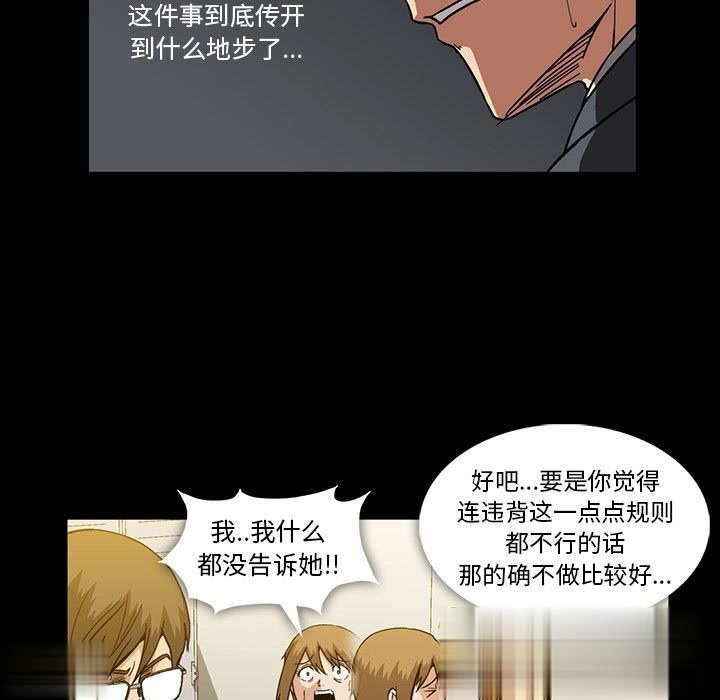 这件事到底传开
到什么地步了...
好吧...要是你觉得
连违背这一点点规则
都不行的话
那的确不做比较好...
我..我什么
都没告诉她!!